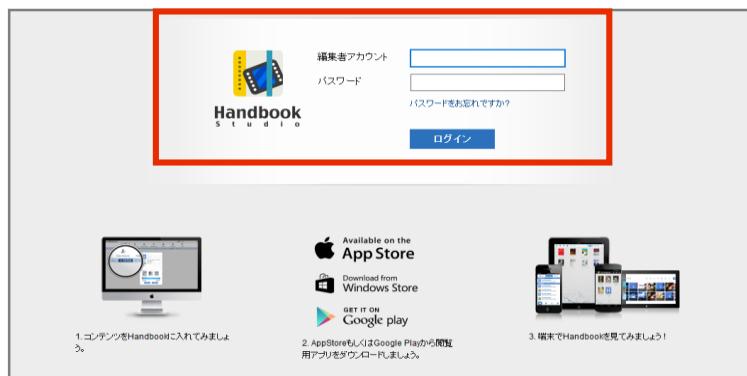 編集者アカウント
パスワード
パスワードをお忘れですか?
Handbook
Studio
ログイン
Available on the
App Store
Download from
Windows Store
GET IT ON
Google play
1. コンテンツをHandbookに入れてみましょ
う。
2. AppStoreもしくはGoogle Playから閲覧
用アプリをダウンロードしましょう。
3. 端末でHandbookを見てみましょう!